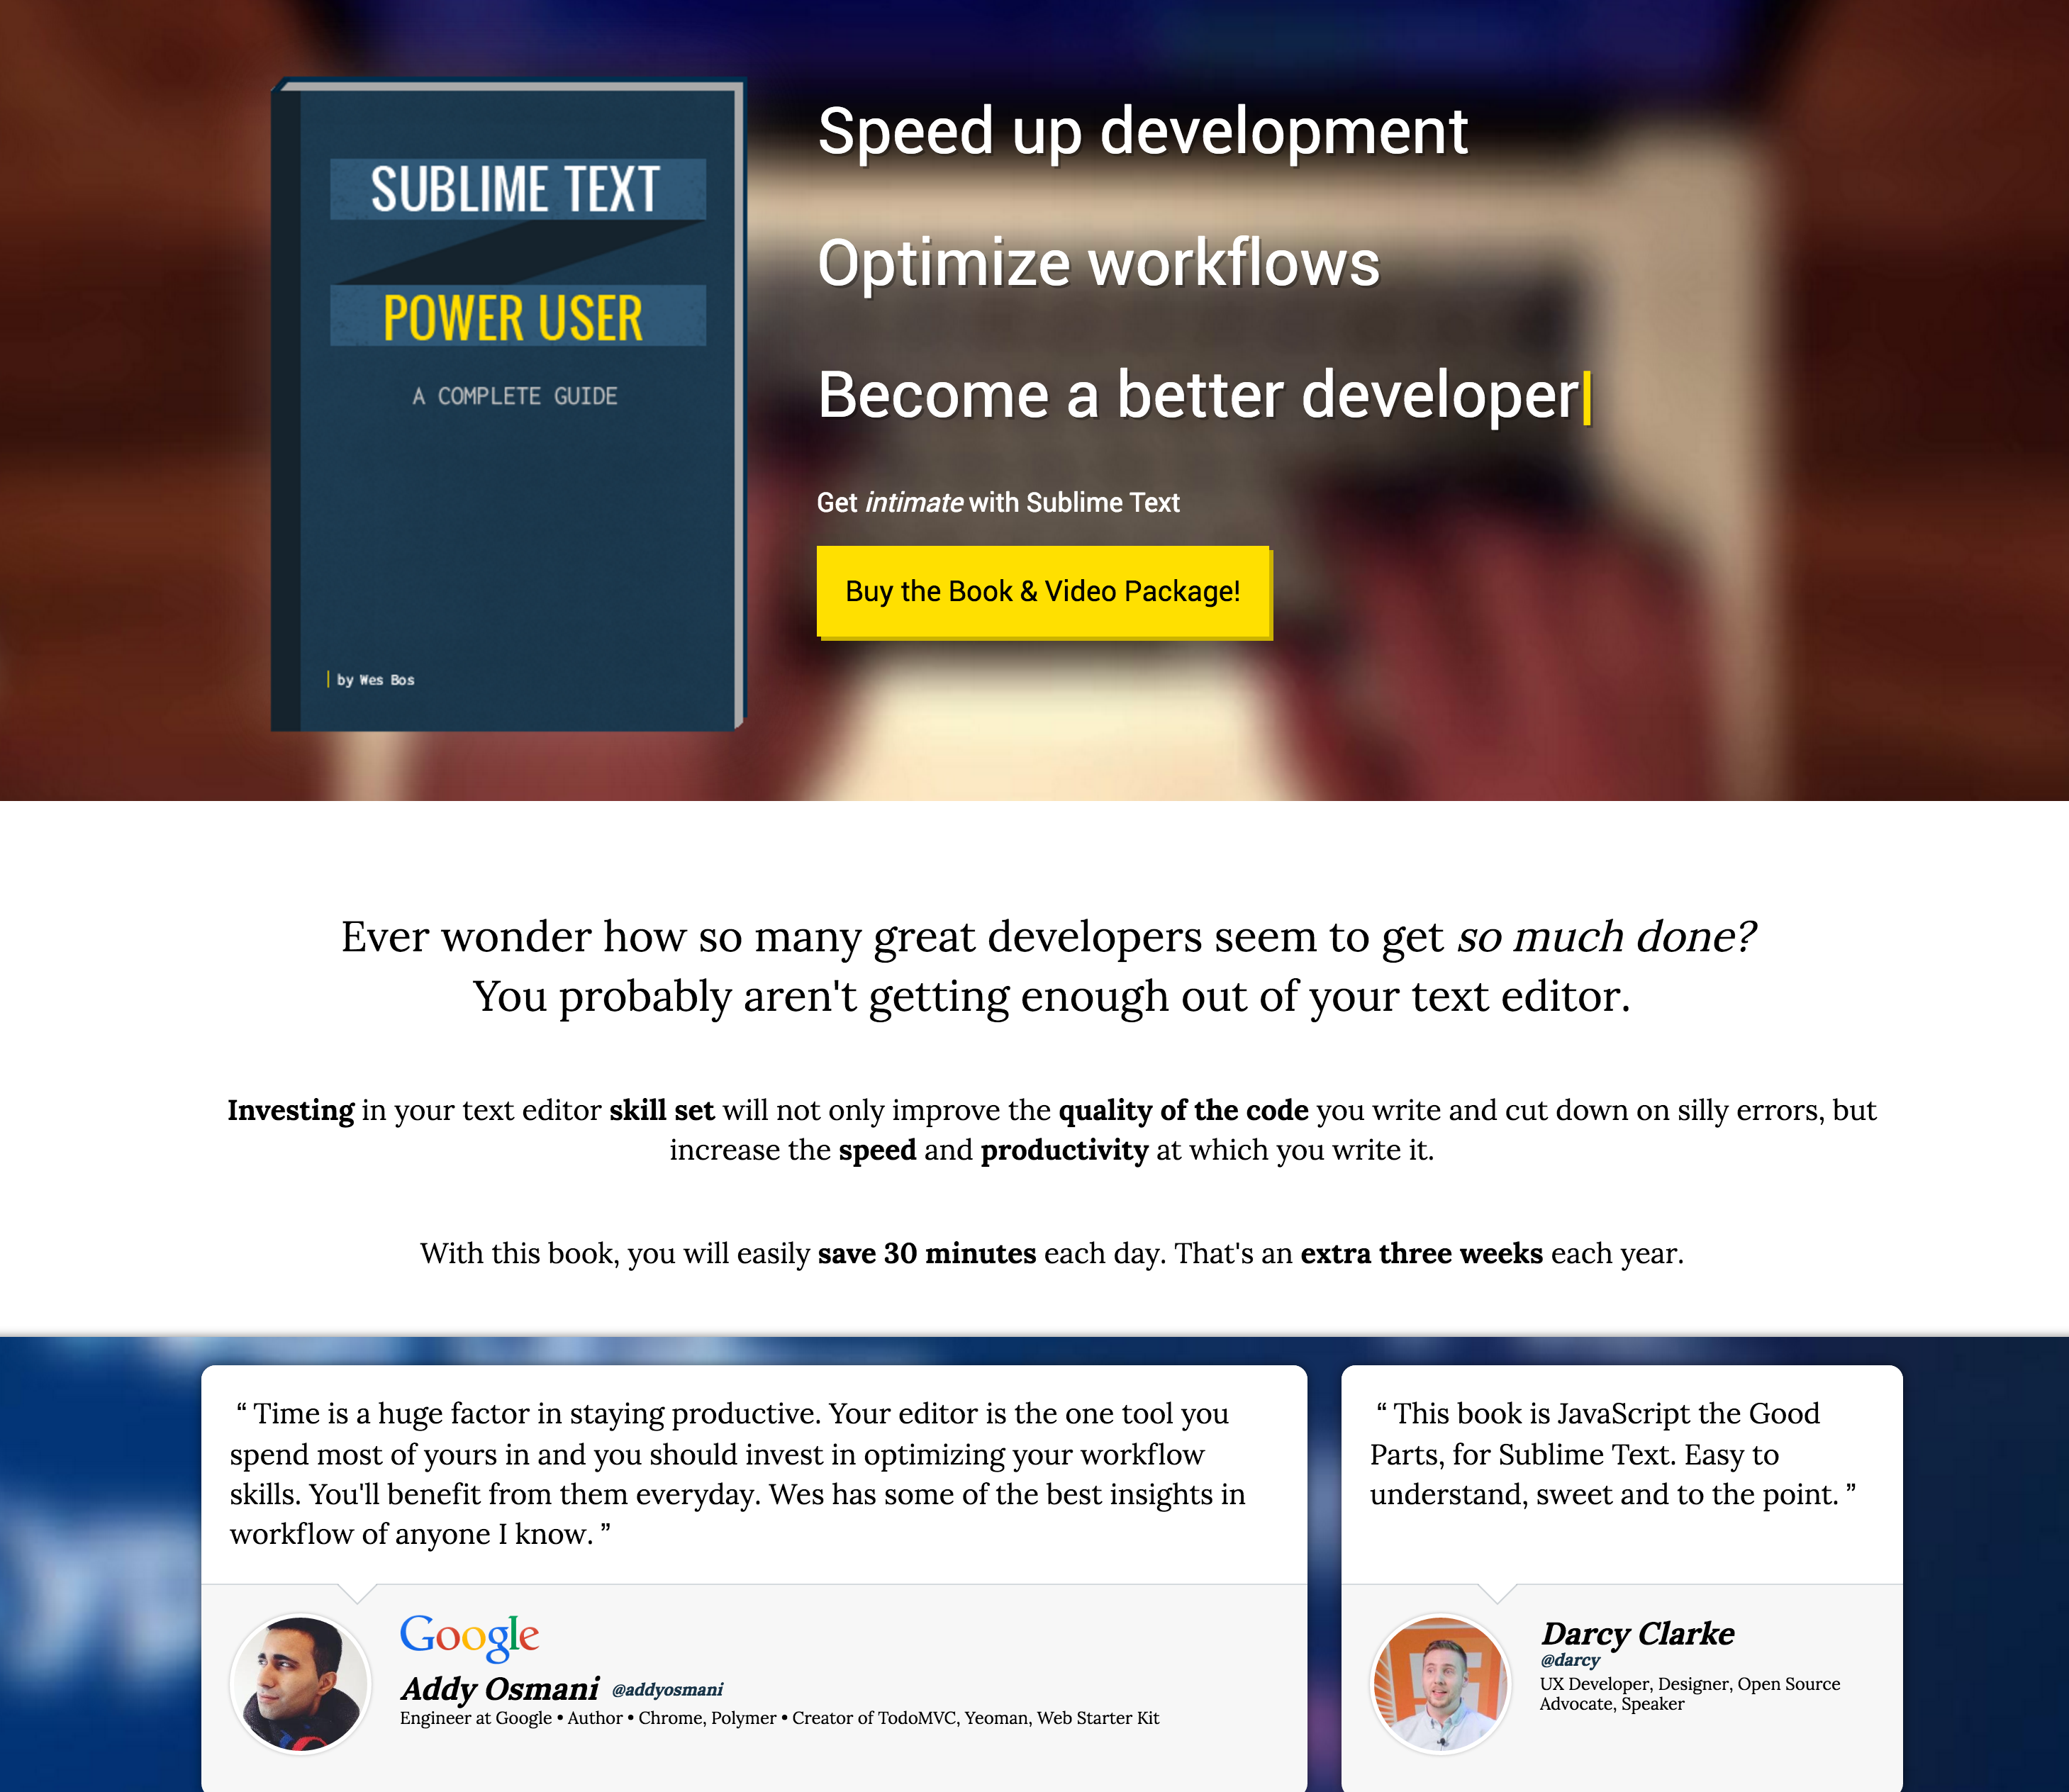 SUBLIME TEXT
POWER USER
A COMPLETE GUIDE
by Wes Bos
Speed up development
Optimize workflows
Become a better developer
Get intimate with Sublime Text
Buy the Book & Video Package!
Ever wonder how so many great developers seem to get so much done?
You probably aren't getting enough out of your text editor.
Investing in your text editor skill set will not only improve the quality of the code you write and cut down on silly errors, but
increase the speed and productivity at which you write it.
With this book, you will easily save 30 minutes each day. That's an extra three weeks each year.
“ Time is a huge factor in staying productive. Your editor is the one tool you
spend most of yours in and you should invest in optimizing your workflow
skills. You'll benefit from them everyday. Wes has some of the best insights in
workflow of anyone I know. ”
Google
Addy Osmani @addyosmani
Engineer at Google • Author • Chrome, Polymer • Creator of TodoMVC, Yeoman, Web Starter Kit
“ This book is JavaScript the Good
Parts, for Sublime Text. Easy to
understand, sweet and to the point. ”
Darcy Clarke
@darcy
UX Developer, Designer, Open Source
Advocate, Speaker